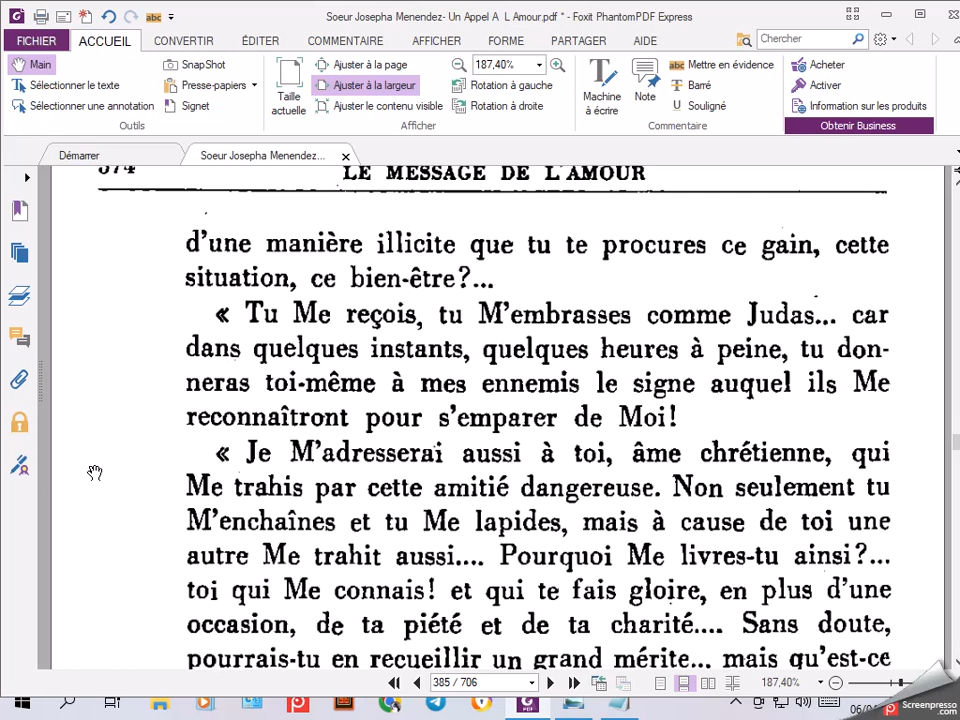 Soeur Josepha Menendez- Un Appel A L Amour.pdf * - Foxit PhantomPDF Express
FICHIER ACCUEIL CONVERTIR ÉDITER COMMENTAIRE AFFICHER FORME PARTAGER AIDE Chercher
Main SnapShot Ajuster à la page 187,40% Mettre en évidence Acheter
Sélectionner le texte Presse-papiers Ajuster à la largeur Rotation à gauche Barré Activer
Sélectionner une annotation Signet Taille actuelle Ajuster le contenu visible Rotation à droite Machine à écrire Note Souligné Information sur les produits
Outils Afficher Commentaire Obtenir Business
Démarrer Soeur Josepha Menendez...
374 LE MESSAGE DE L'AMOUR
d'une manière illicite que tu te procures ce gain, cette
situation, ce bien-être?...
« Tu Me reçois, tu M'embrasses comme Judas... car
dans quelques instants, quelques heures à peine, tu don-
neras toi-même à mes ennemis le signe auquel ils Me
reconnaîtront pour s'emparer de Moi!
« Je M'adresserai aussi à toi, âme chrétienne, qui
Me trahis par cette amitié dangereuse. Non seulement tu
M'enchaînes et tu Me lapides, mais à cause de toi une
autre Me trahit aussi.... Pourquoi Me livres-tu ainsi?...
toi qui Me connais! et qui te fais gloire, en plus d'une
occasion, de ta piété et de ta charité.... Sans doute,
pourrais-tu en recueillir un grand mérite... mais qu'est-ce
385 / 706 187,40%
Screenpresso
.com